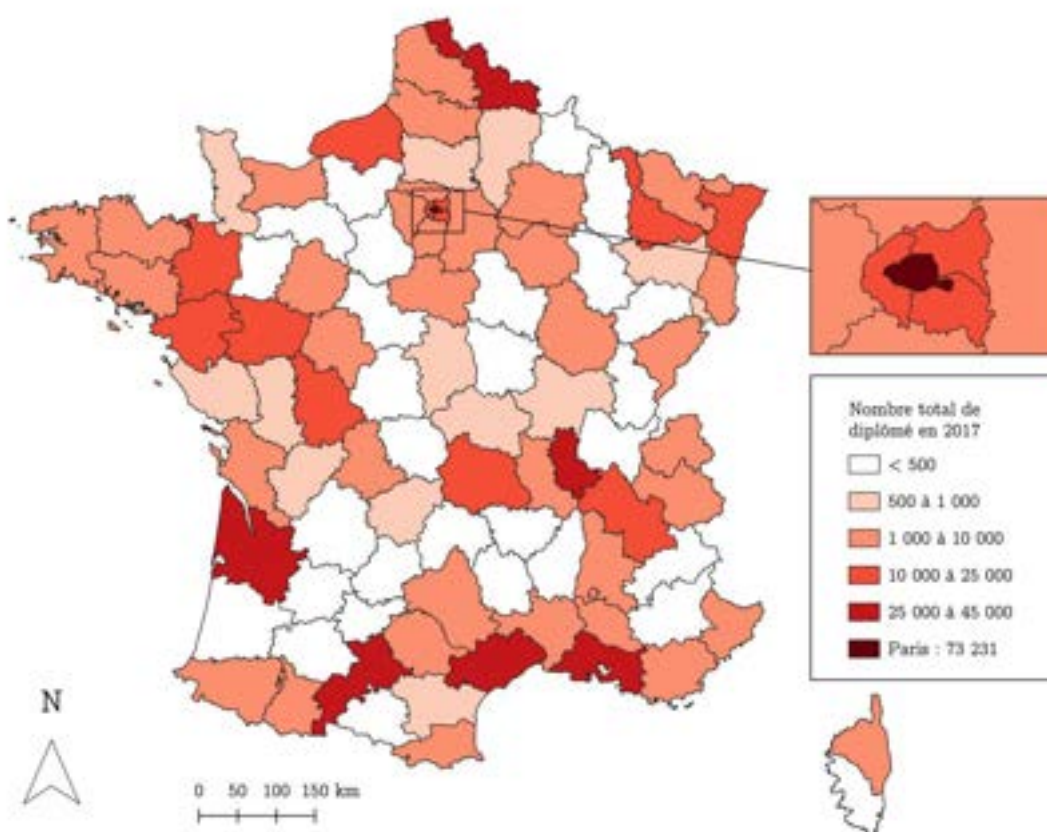 Nombre total de
diplômé en 2017
< 500
500 à 1 000
1 000 à 10 000
10 000 à 25 000
25 000 à 45 000
Paris : 73 231
N
0 50 100 150 km